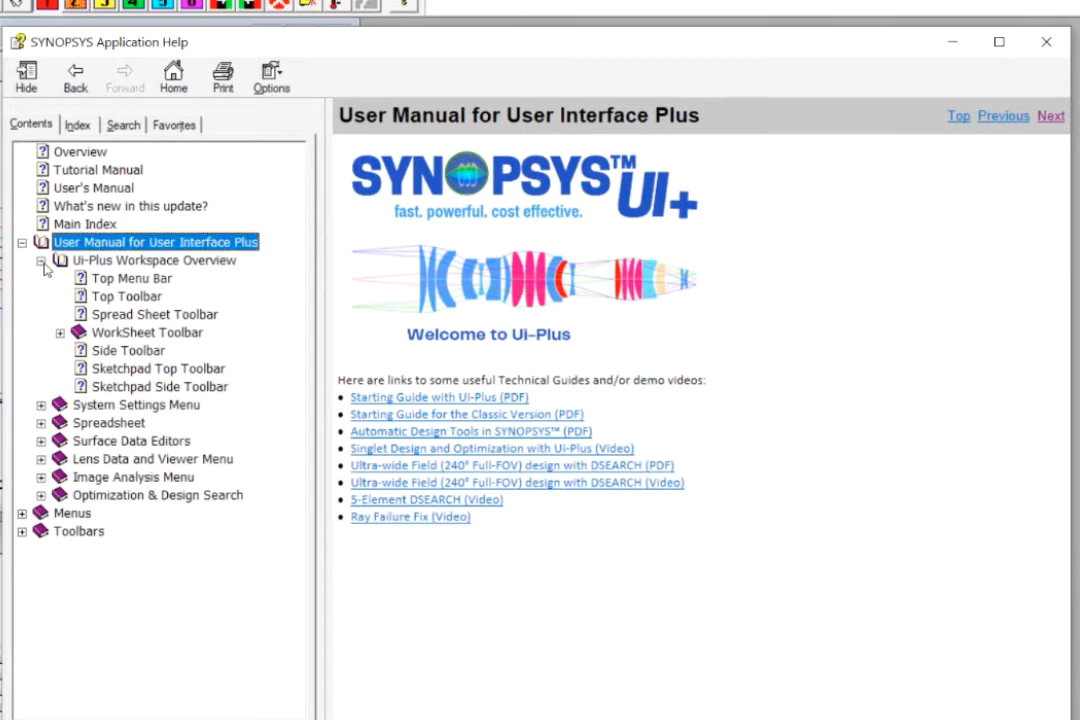 SYNOPSYS Application Help
Hide Back Forward Home Print Options
Contents Index Search Favorites
Overview
Tutorial Manual
User's Manual
What's new in this update?
Main Index
User Manual for User Interface Plus
Ui-Plus Workspace Overview
Top Menu Bar
Top Toolbar
Spread Sheet Toolbar
WorkSheet Toolbar
Side Toolbar
Sketchpad Top Toolbar
Sketchpad Side Toolbar
System Settings Menu
Spreadsheet
Surface Data Editors
Lens Data and Viewer Menu
Image Analysis Menu
Optimization & Design Search
Menus
Toolbars
User Manual for User Interface Plus
Top Previous Next
SYNOPSYS™ UI+
fast. powerful. cost effective.
Welcome to Ui-Plus
Here are links to some useful Technical Guides and/or demo videos:
Starting Guide with Ui-Plus (PDF)
Starting Guide for the Classic Version (PDF)
Automatic Design Tools in SYNOPSYS™ (PDF)
Singlet Design and Optimization with Ui-Plus (Video)
Ultra-wide Field (240° Full-FOV) design with DSEARCH (PDF)
Ultra-wide Field (240° Full-FOV) design with DSEARCH (Video)
5-Element DSEARCH (Video)
Ray Failure Fix (Video)